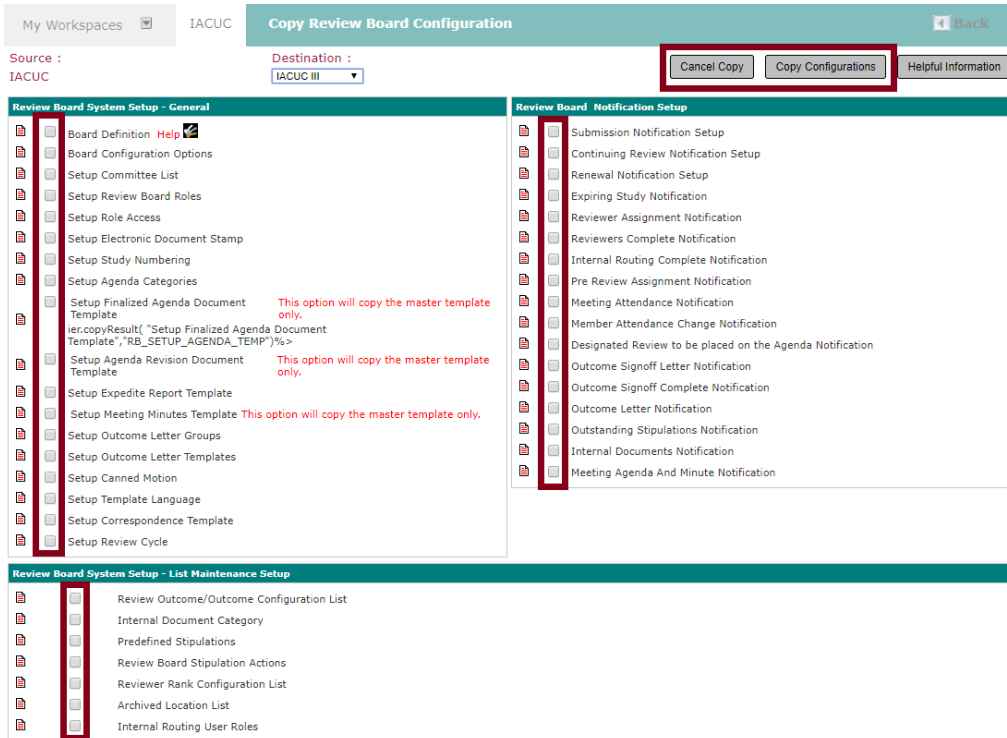 My Workspaces
IACUC
Copy Review Board Configuration
Back
Source :
IACUC
Destination :
IACUC III
Cancel Copy
Copy Configurations
Helpful Information
Review Board System Setup - General
Board Definition Help
Board Configuration Options
Setup Committee List
Setup Review Board Roles
Setup Role Access
Setup Electronic Document Stamp
Setup Study Numbering
Setup Agenda Categories
Setup Finalized Agenda Document Template
This option will copy the master template only.
ier.copyResult( "Setup Finalized Agenda Document
Template","RB_SETUP_AGENDA_TEMP")%>
Setup Agenda Revision Document Template
This option will copy the master template only.
Setup Expedite Report Template
Setup Meeting Minutes Template This option will copy the master template only.
Setup Outcome Letter Groups
Setup Outcome Letter Templates
Setup Canned Motion
Setup Template Language
Setup Correspondence Template
Setup Review Cycle
Review Board Notification Setup
Submission Notification Setup
Continuing Review Notification Setup
Renewal Notification Setup
Expiring Study Notification
Reviewer Assignment Notification
Reviewers Complete Notification
Internal Routing Complete Notification
Pre Review Assignment Notification
Meeting Attendance Notification
Member Attendance Change Notification
Designated Review to be placed on the Agenda Notification
Outcome Signoff Letter Notification
Outcome Signoff Complete Notification
Outcome Letter Notification
Outstanding Stipulations Notification
Internal Documents Notification
Meeting Agenda And Minute Notification
Review Board System Setup - List Maintenance Setup
Review Outcome/Outcome Configuration List
Internal Document Category
Predefined Stipulations
Review Board Stipulation Actions
Reviewer Rank Configuration List
Archived Location List
Internal Routing User Roles